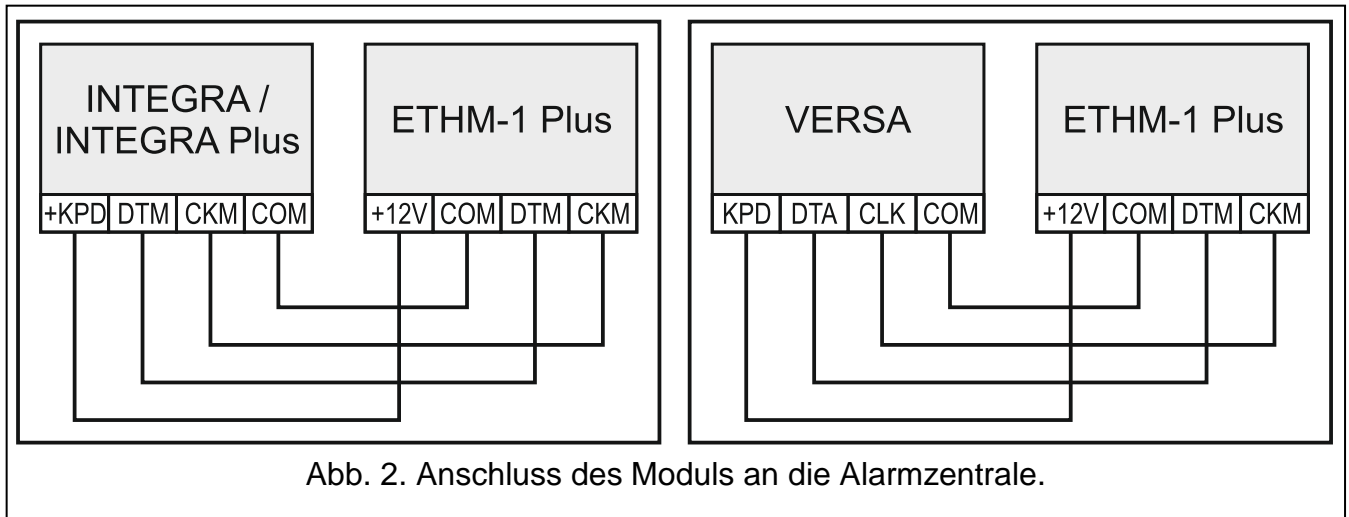 INTEGRA /
INTEGRA Plus
+KPD DTM CKM COM
ETHM-1 Plus
+12V COM DTM CKM
VERSA
KPD DTA CLK COM
ETHM-1 Plus
+12V COM DTM CKM
Abb. 2. Anschluss des Moduls an die Alarmzentrale.